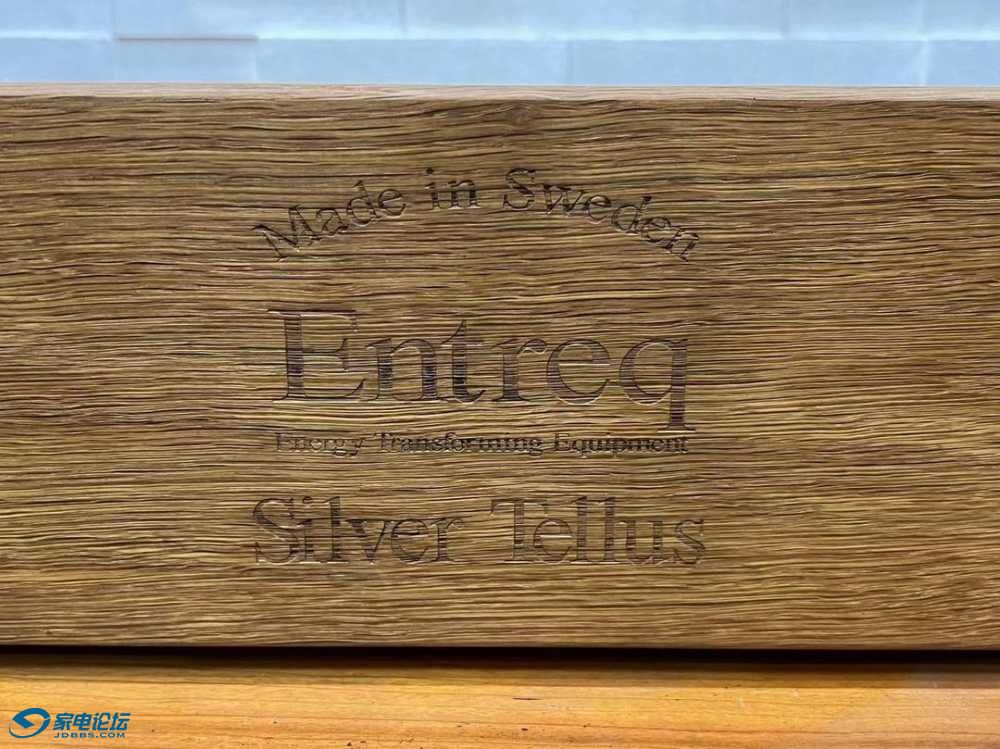 Made in Sweden
Entreq
Energy Transforming Equipment
Silver Tellus
家电论坛
JDBBS.COM